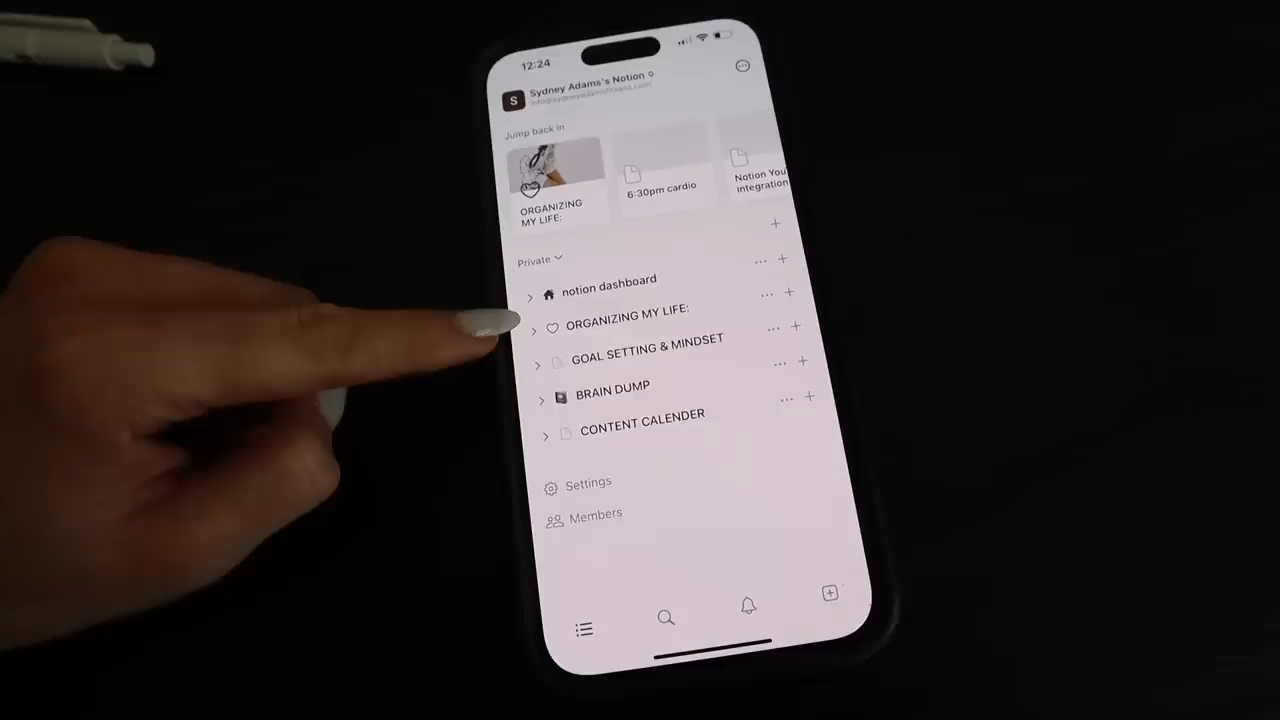 12:24
S
Sydney Adams's Notion
info@sydneyadamsfitness.com
Jump back in
ORGANIZING
MY LIFE:
6:30pm cardio
Notion You
integration
Private
notion dashboard
ORGANIZING MY LIFE:
GOAL SETTING & MINDSET
BRAIN DUMP
CONTENT CALENDER
Settings
Members